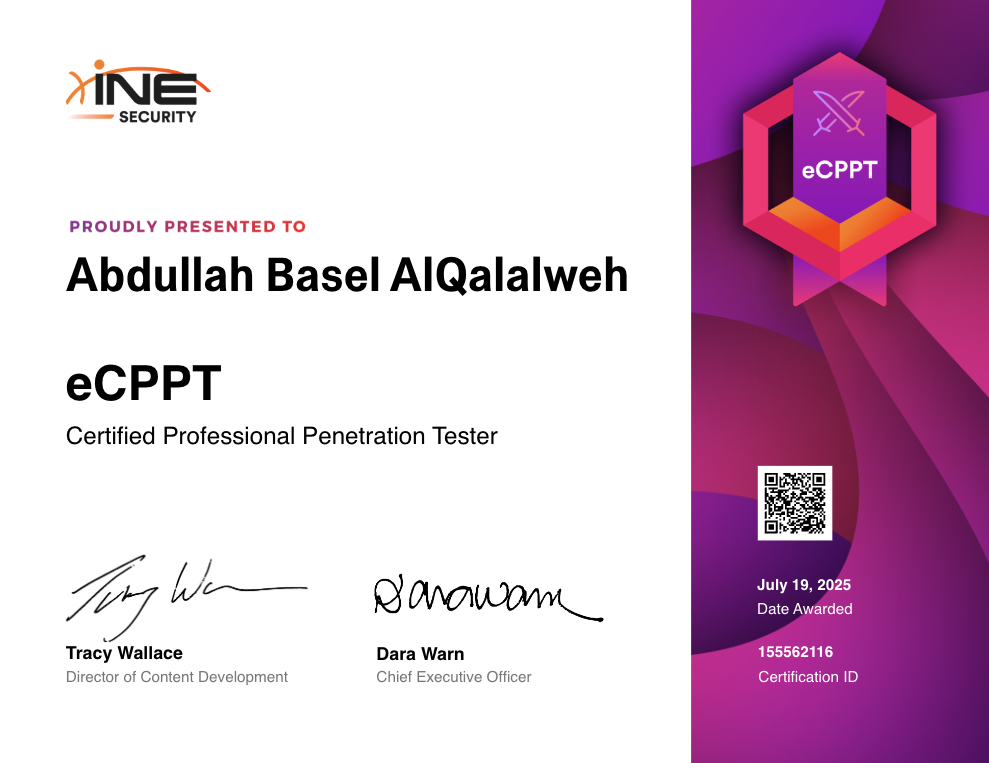 INE
SECURITY
PROUDLY PRESENTED TO
Abdullah Basel AlQalalweh
eCPPT
Certified Professional Penetration Tester
Tracy Wallace
Director of Content Development
Dara Warn
Chief Executive Officer
eCPPT
July 19, 2025
Date Awarded
155562116
Certification ID